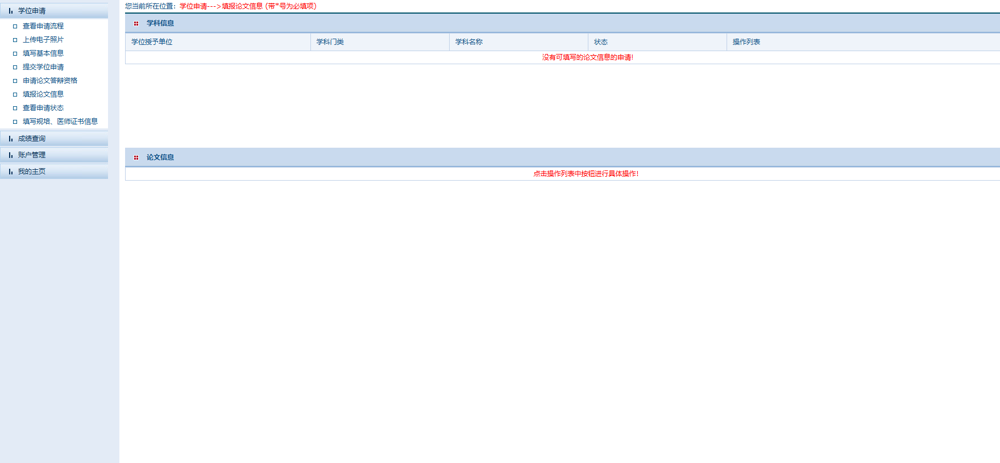 学位申请
查看申请流程
上传电子照片
填写基本信息
提交学位申请
申请论文答辩资格
填报论文信息
查看申请状态
填写规培、医师证书信息
成绩查询
账户管理
我的主页
您当前所在位置：学位申请--->填报论文信息 (带*号为必填项)
学科信息
学位授予单位 学科门类 学科名称 状态 操作列表
没有可填写的论文信息的申请!
论文信息
点击操作列表中按钮进行具体操作!